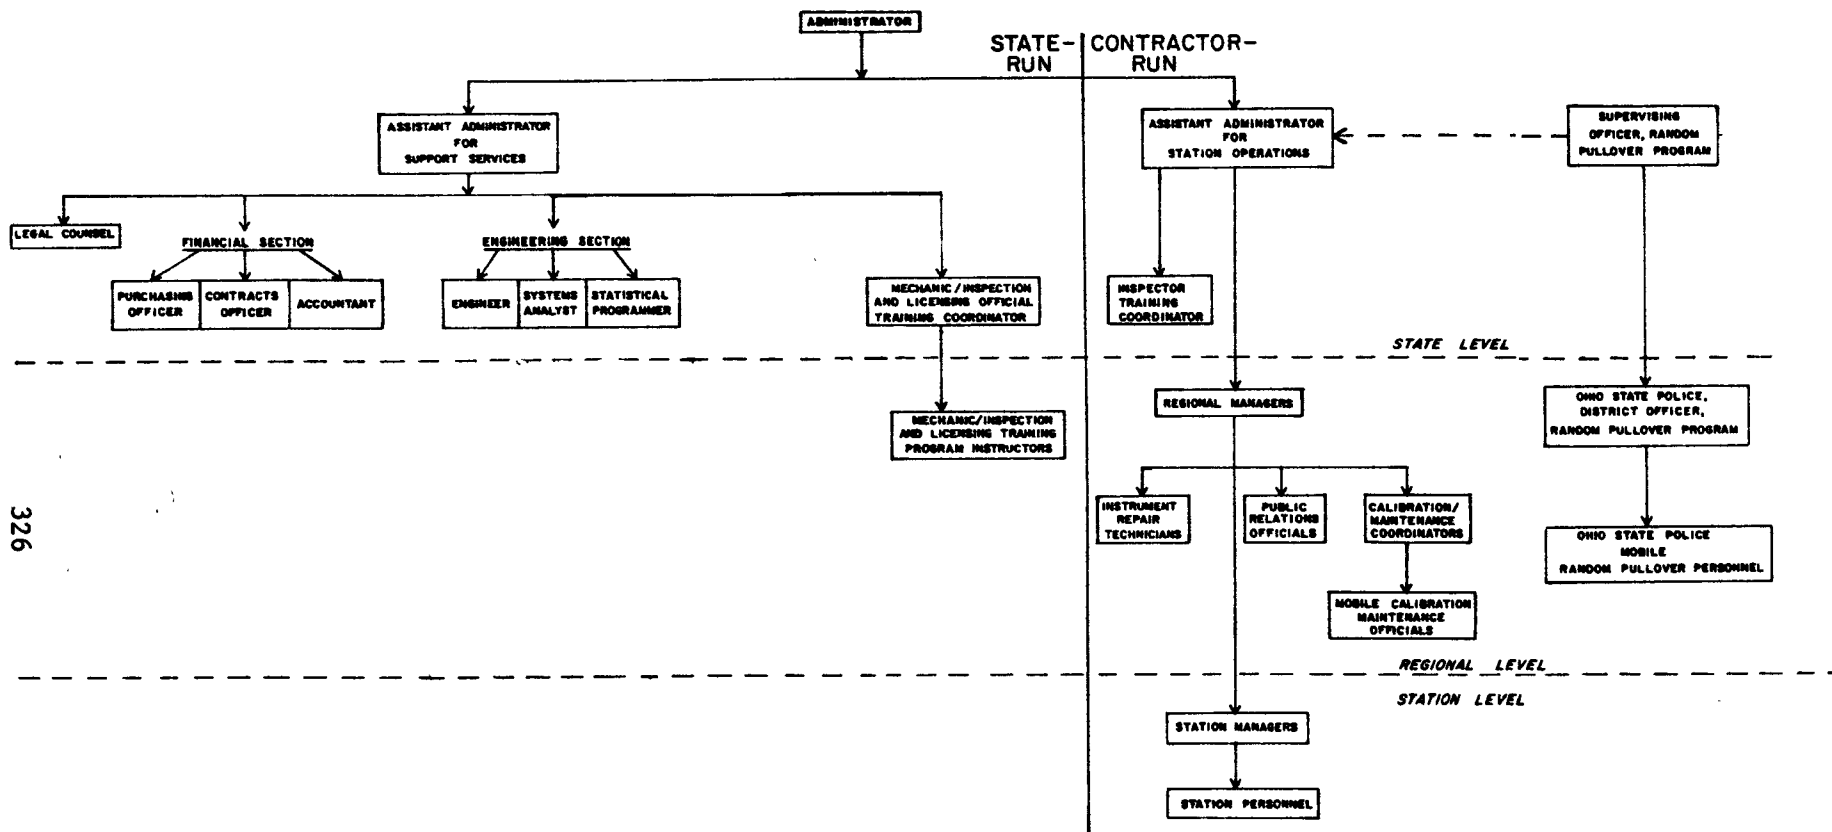 ADMINISTRATOR
STATE-
RUN
CONTRACTOR-
RUN
ASSISTANT ADMINISTRATOR
FOR
SUPPORT SERVICES
ASSISTANT ADMINISTRATOR
FOR
STATION OPERATIONS
SUPERVISING
OFFICER, RANDOM
PULLOVER PROGRAM
LEGAL COUNSEL
FINANCIAL SECTION
ENGINEERING SECTION
PURCHASING
OFFICER
CONTRACTS
OFFICER
ACCOUNTANT
ENGINEER
SYSTEMS
ANALYST
STATISTICAL
PROGRAMMER
MECHANIC/INSPECTION
AND LICENSING OFFICIAL
TRAINING COORDINATOR
INSPECTOR
TRAINING
COORDINATOR
STATE LEVEL
MECHANIC/INSPECTION
AND LICENSING TRAINING
PROGRAM INSTRUCTORS
REGIONAL MANAGERS
OHIO STATE POLICE,
DISTRICT OFFICER,
RANDOM PULLOVER PROGRAM
INSTRUMENT
REPAIR
TECHNICIANS
PUBLIC
RELATIONS
OFFICIALS
CALIBRATION/
MAINTENANCE
COORDINATORS
OHIO STATE POLICE
MOBILE
RANDOM PULLOVER PERSONNEL
MOBILE CALIBRATION
MAINTENANCE
OFFICIALS
REGIONAL LEVEL
STATION LEVEL
STATION MANAGERS
STATION PERSONNEL
326